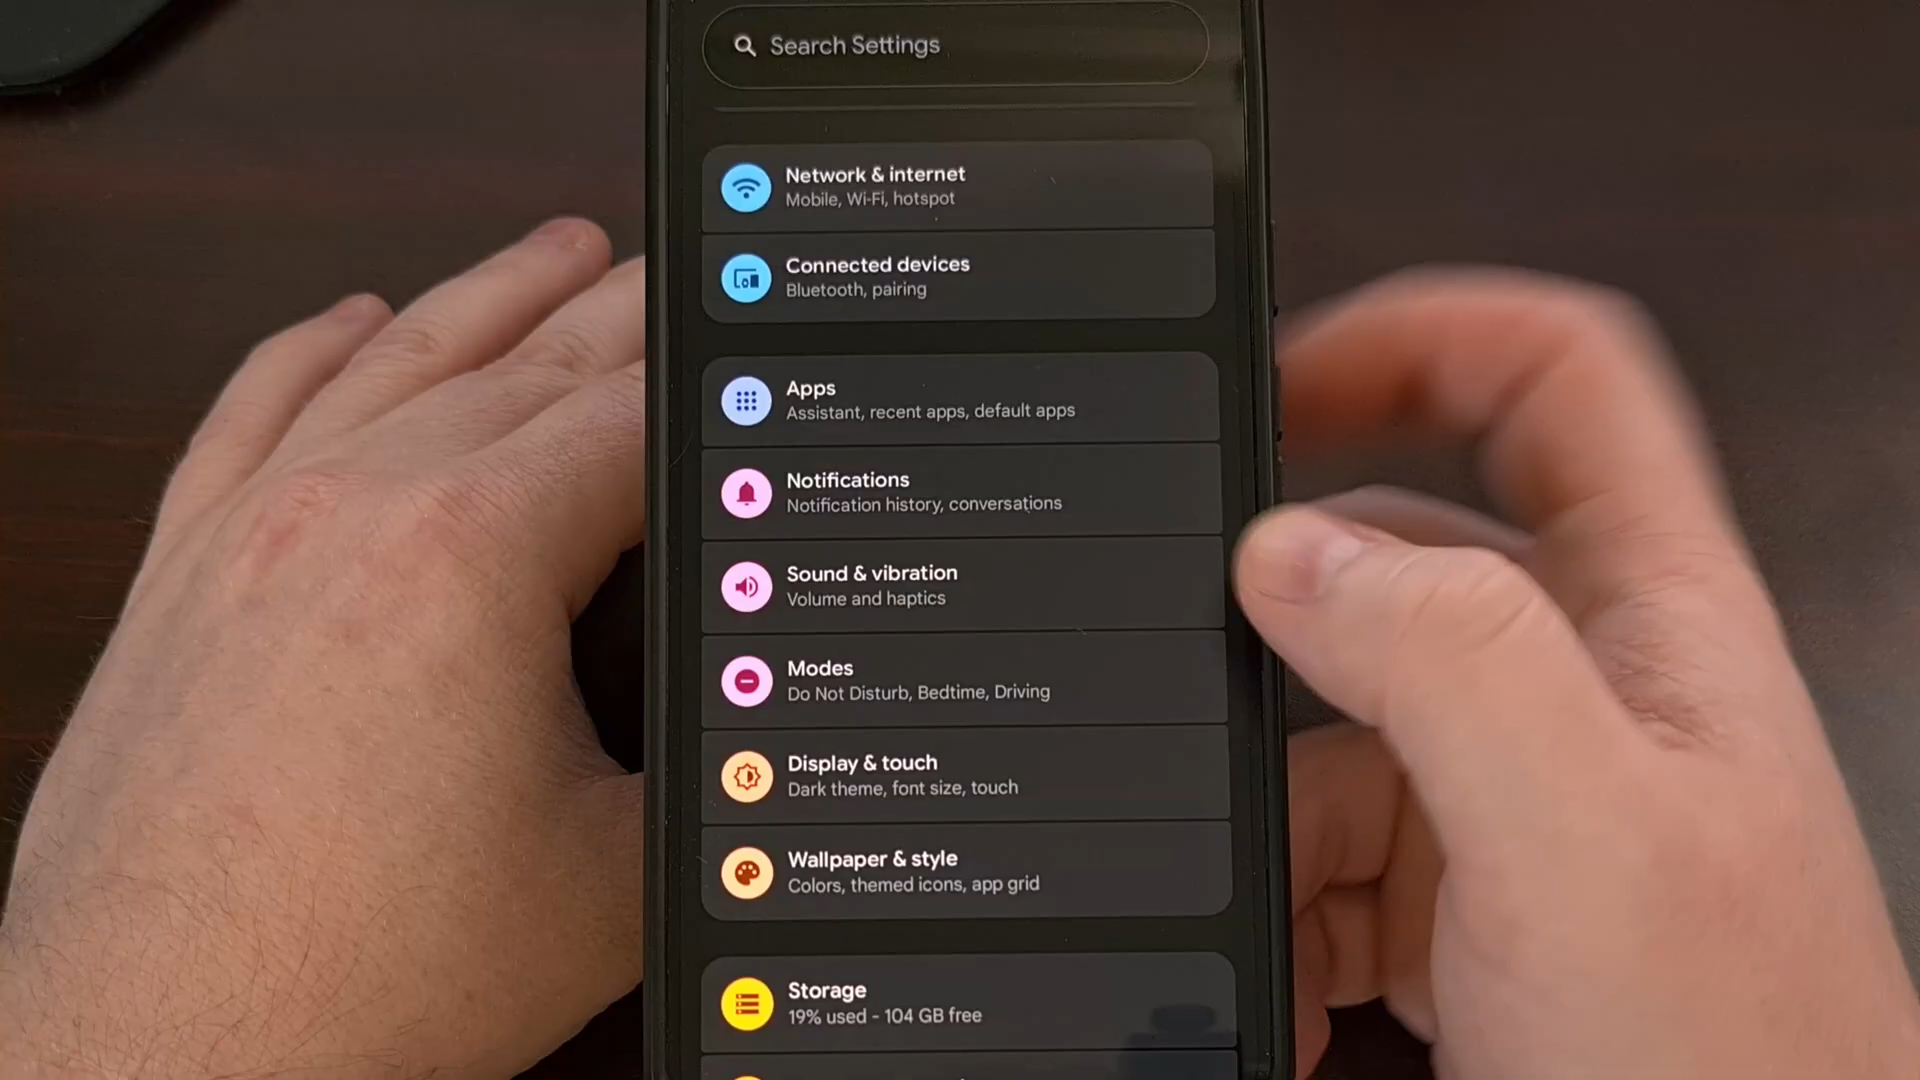 Search Settings
Network & internet
Mobile, Wi-Fi, hotspot
Connected devices
Bluetooth, pairing
Apps
Assistant, recent apps, default apps
Notifications
Notification history, conversations
Sound & vibration
Volume and haptics
Modes
Do Not Disturb, Bedtime, Driving
Display & touch
Dark theme, font size, touch
Wallpaper & style
Colors, themed icons, app grid
Storage
19% used - 104 GB free